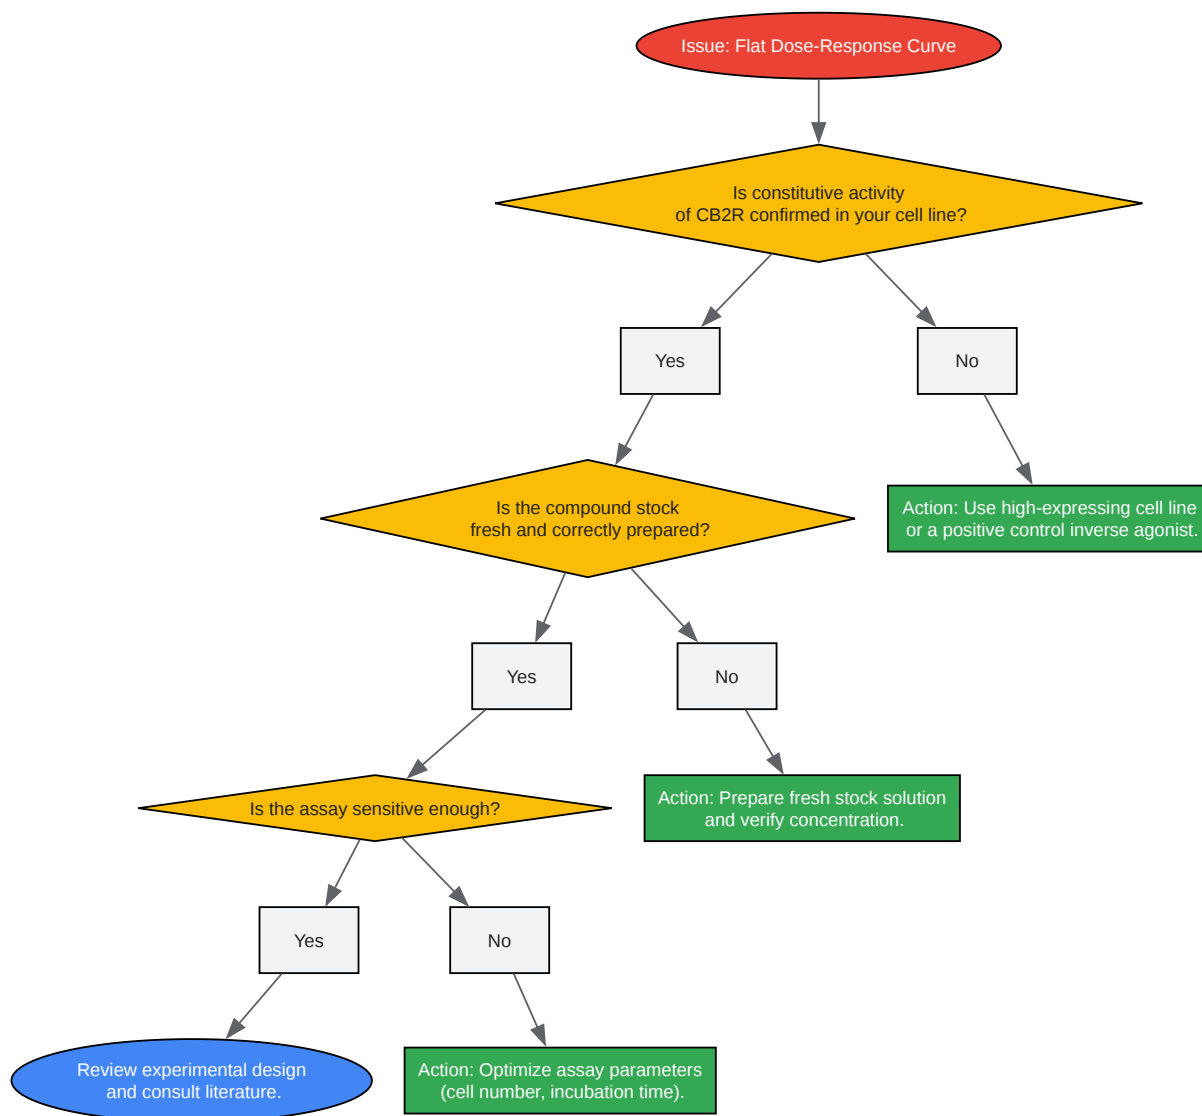 Issue: Flat Dose-Response Curve
Is constitutive activity
of CB2R confirmed in your cell line?
Yes
No
Is the compound stock
fresh and correctly prepared?
Action: Use high-expressing cell line
or a positive control inverse agonist.
Yes
No
Is the assay sensitive enough?
Action: Prepare fresh stock solution
and verify concentration.
Yes
No
Review experimental design
and consult literature.
Action: Optimize assay parameters
(cell number, incubation time).